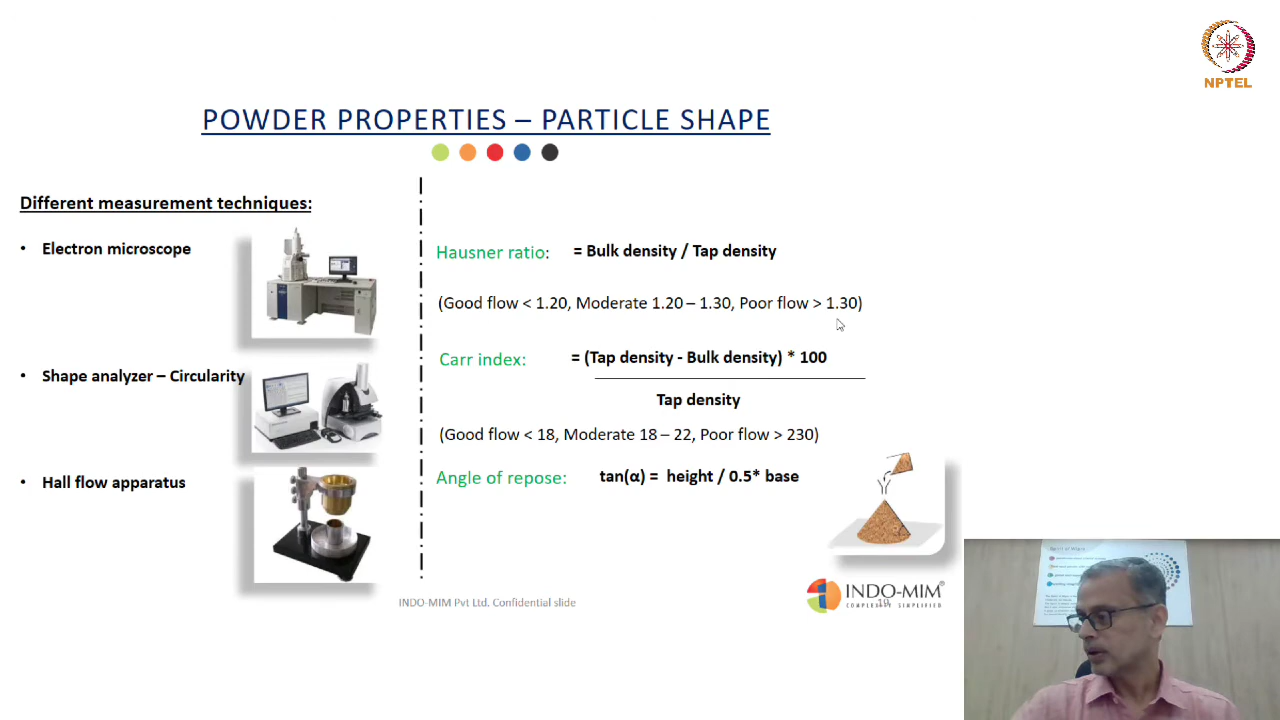 NPTEL
POWDER PROPERTIES – PARTICLE SHAPE
Different measurement techniques:
• Electron microscope
• Shape analyzer – Circularity
• Hall flow apparatus
Hausner ratio: = Bulk density / Tap density
(Good flow < 1.20, Moderate 1.20 – 1.30, Poor flow > 1.30)
Carr index: = (Tap density - Bulk density) * 100
Tap density
(Good flow < 18, Moderate 18 – 22, Poor flow > 230)
Angle of repose: tan(α) = height / 0.5* base
INDO-MIM Pvt Ltd. Confidential slide
INDO-MIM®
COMPLEXITY SIMPLIFIED